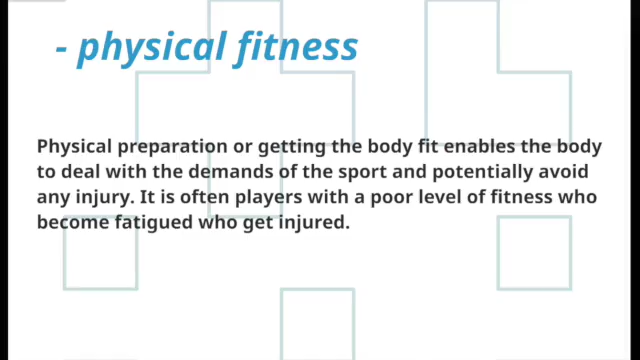 - physical fitness
Physical preparation or getting the body fit enables the body
to deal with the demands of the sport and potentially avoid
any injury. It is often players with a poor level of fitness who
become fatigued who get injured.